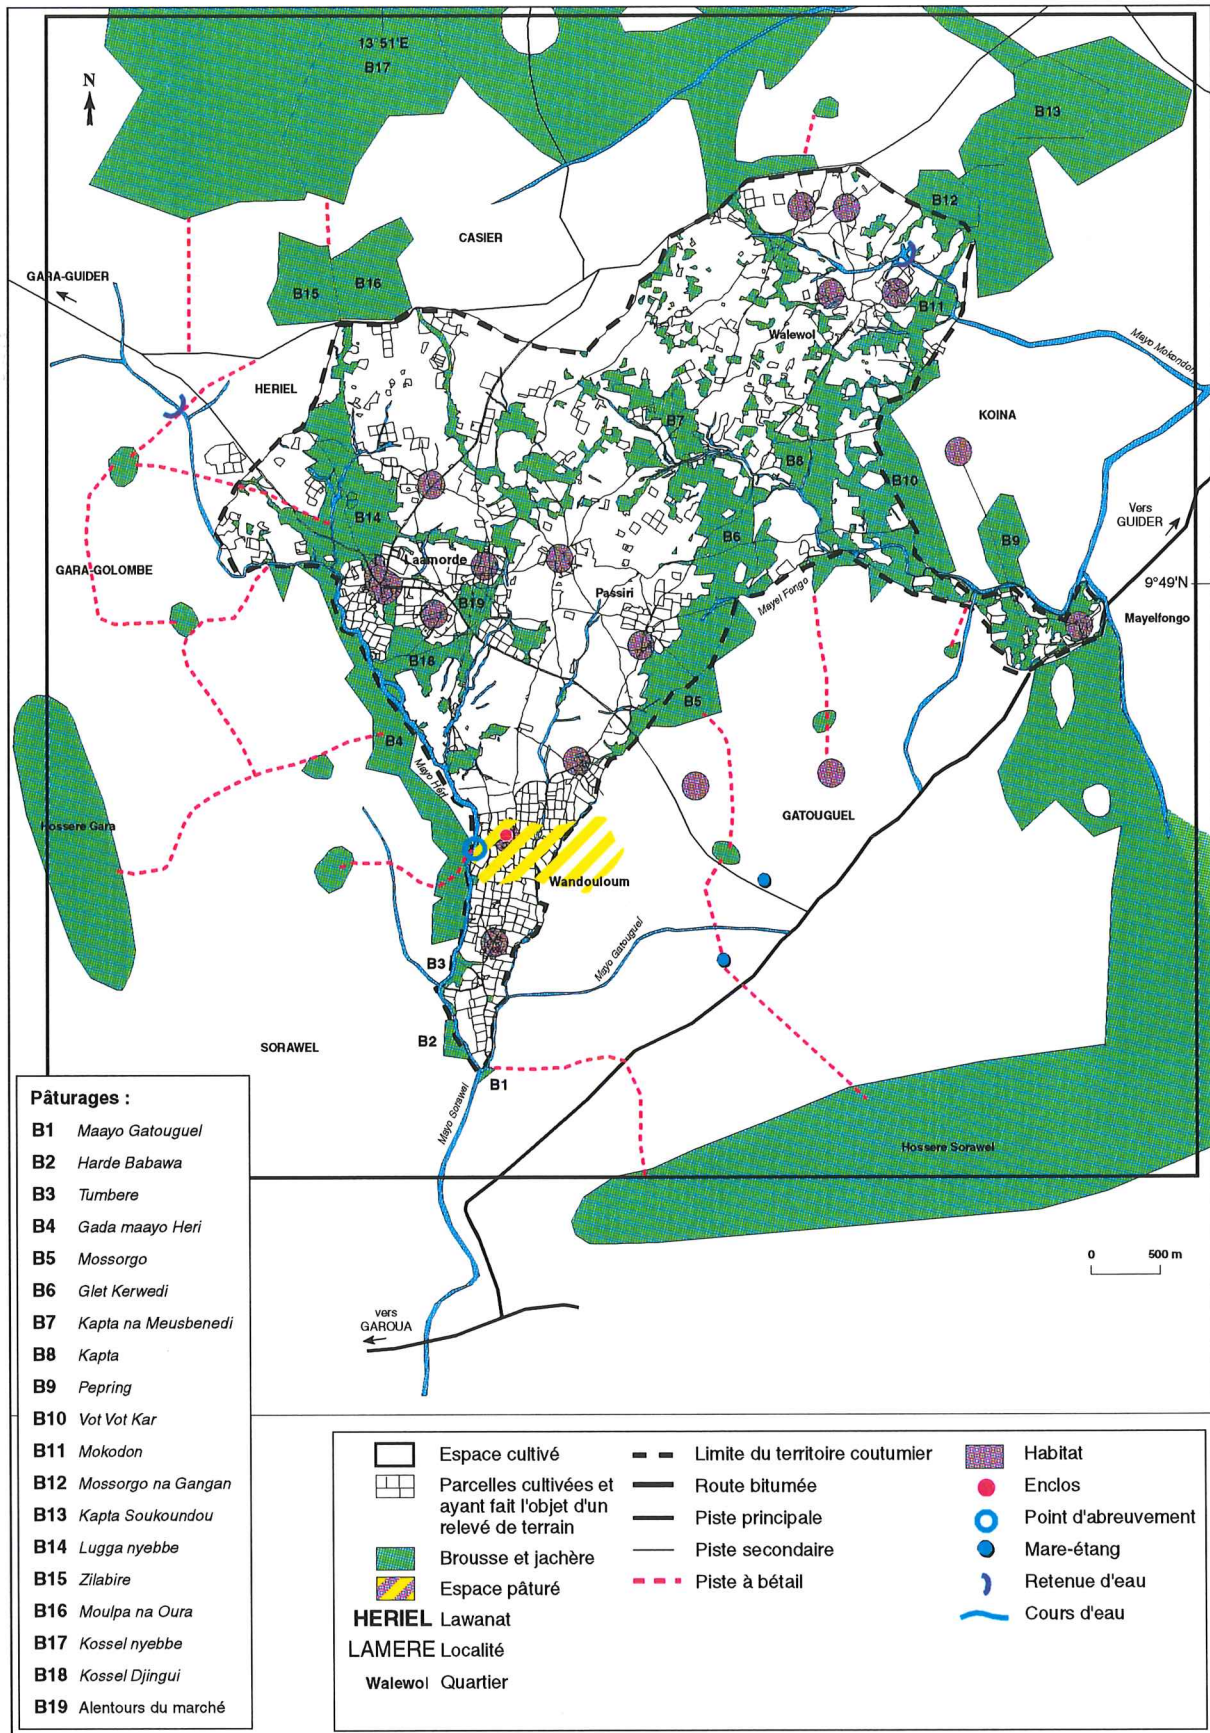 13°51'E
B17
N
B13
B12
CASIER
GARA-GUIDER
B15
B16
B11
Walewol
Mayo Mokondon
HERIEL
KOINA
B7
B8
B10
B14
Vers
GUIDER
B9
B6
Laamorde
GARA-GOLOMBE
Passiri
9°49'N
B19
Mayel Fongo
Mayelfongo
B18
B5
B4
Mayo Héri
GATOUGUEL
Hossere Gara
Wandouloum
Mayo Gatouguel
B3
B2
SORAWEL
B1
Mayo Sorawel
Hossere Sorawel
0 500 m
vers
GAROUA
Pâturages :
B1 Maayo Gatouguel
B2 Harde Babawa
B3 Tumbere
B4 Gada maayo Heri
B5 Mossorgo
B6 Glet Kerwedi
B7 Kapta na Meusbenedi
B8 Kapta
B9 Pepring
B10 Vot Vot Kar
B11 Mokodon
B12 Mossorgo na Gangan
B13 Kapta Soukoundou
B14 Lugga nyebbe
B15 Zilabire
B16 Moulpa na Oura
B17 Kossel nyebbe
B18 Kossel Djingui
B19 Alentours du marché
Espace cultivé
Parcelles cultivées et
ayant fait l'objet d'un
relevé de terrain
Brousse et jachère
Espace pâturé
HERIEL Lawanat
LAMERE Localité
Walewol Quartier
Limite du territoire coutumier
Route bitumée
Piste principale
Piste secondaire
Piste à bétail
Habitat
Enclos
Point d'abreuvement
Mare-étang
Retenue d'eau
Cours d'eau